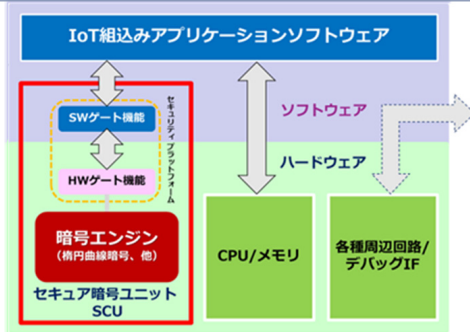 IoT組込みアプリケーションソフトウェア
SWゲート機能
セキュリティ プラットフォーム
HWゲート機能
ソフトウェア
ハードウェア
暗号エンジン
(楕円曲線暗号、他)
セキュア暗号ユニット
SCU
CPU/メモリ
各種周辺回路/
デバッグIF